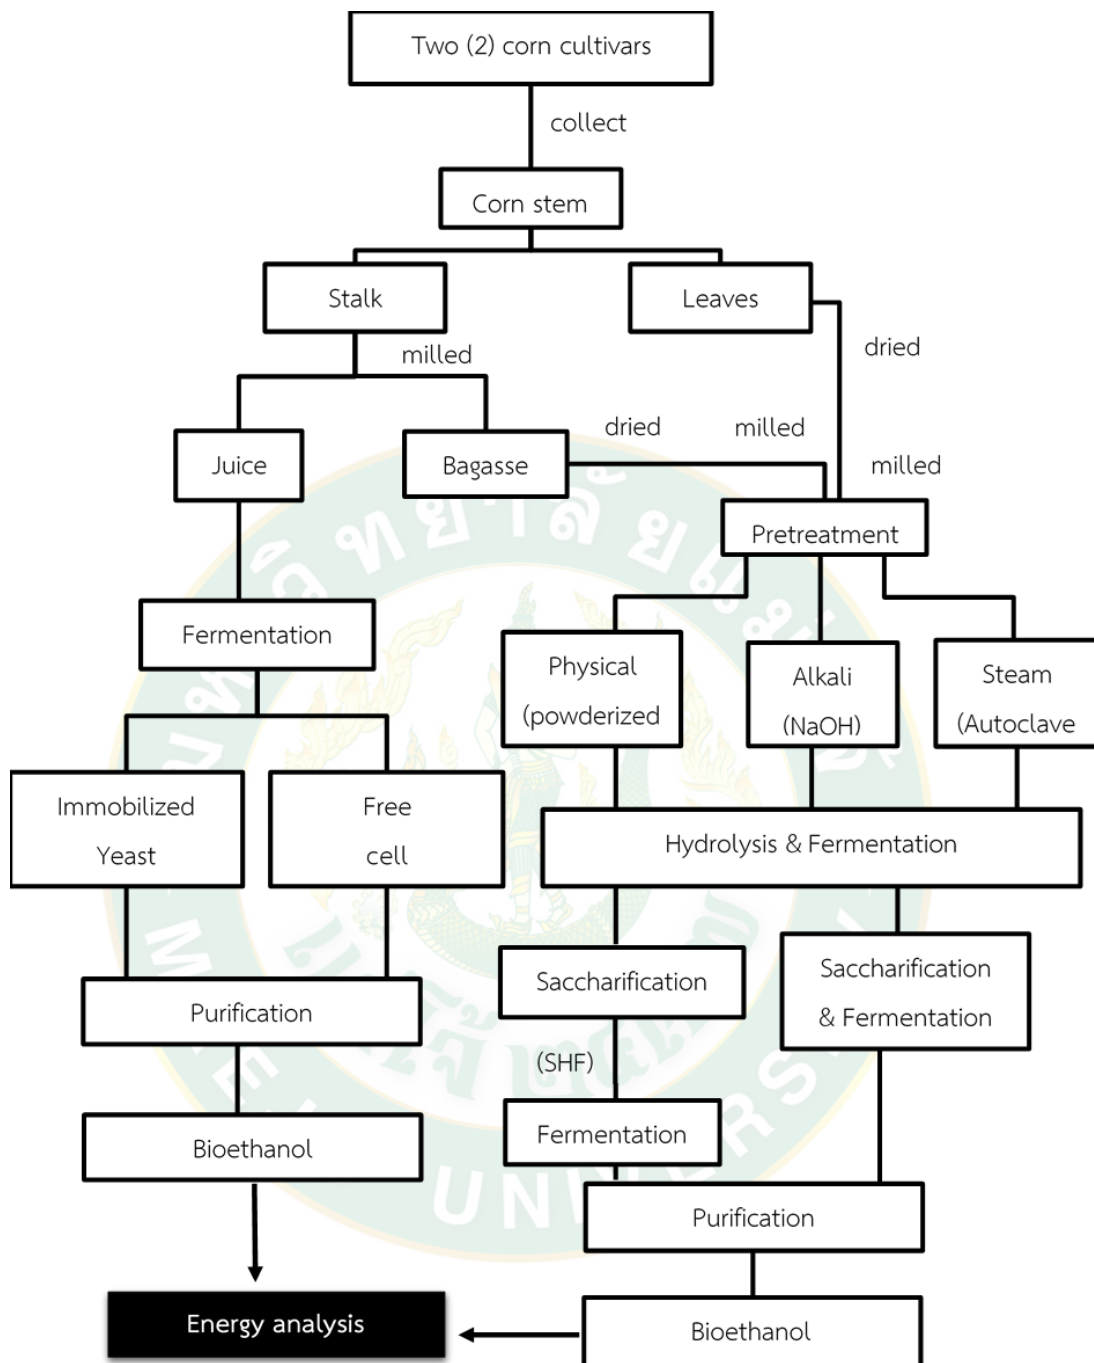 Two (2) corn cultivars
collect
Corn stem
Stalk
Leaves
milled
dried
Juice
Bagasse
dried
milled
milled
Pretreatment
Fermentation
Physical
(powderized
Alkali
(NaOH)
Steam
(Autoclave
Immobilized
Yeast
Free
cell
Hydrolysis & Fermentation
Saccharification
Saccharification
& Fermentation
Purification
(SHF)
Fermentation
Bioethanol
Purification
Energy analysis
Bioethanol
UNIVERSI